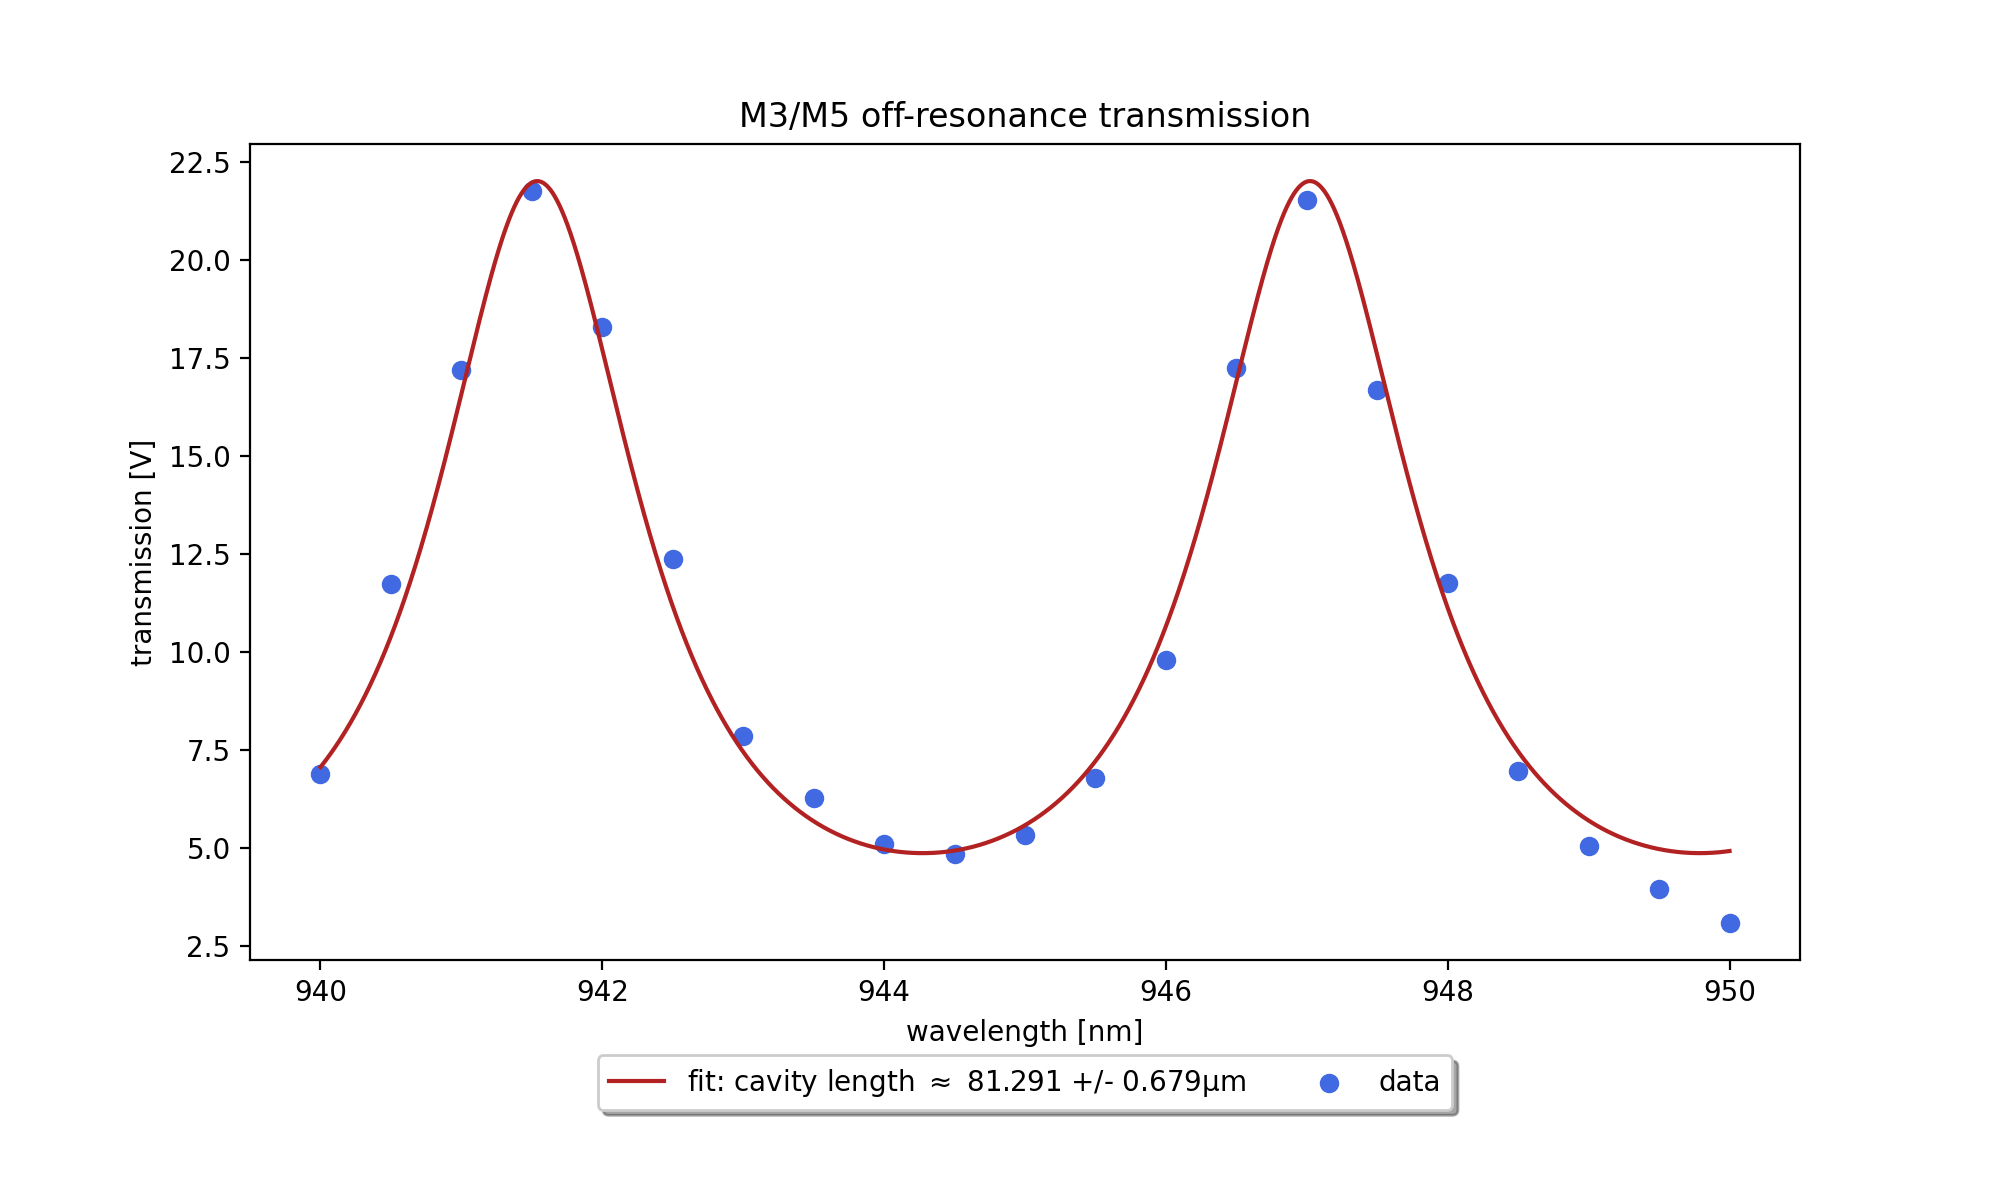 M3/M5 off-resonance transmission
22.5
20.0
17.5
15.0
12.5
10.0
7.5
5.0
2.5
transmission [V]
940 942 944 946 948 950
wavelength [nm]
fit: cavity length ≈ 81.291 +/- 0.679μm data